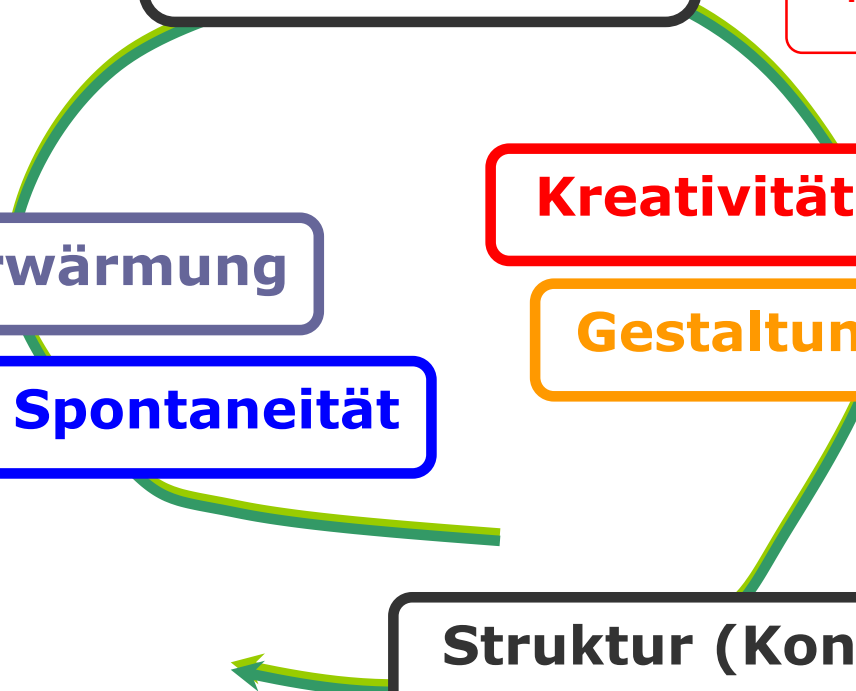 Kreativität
rwärmung
Gestaltun
Spontaneität
Struktur (Kon